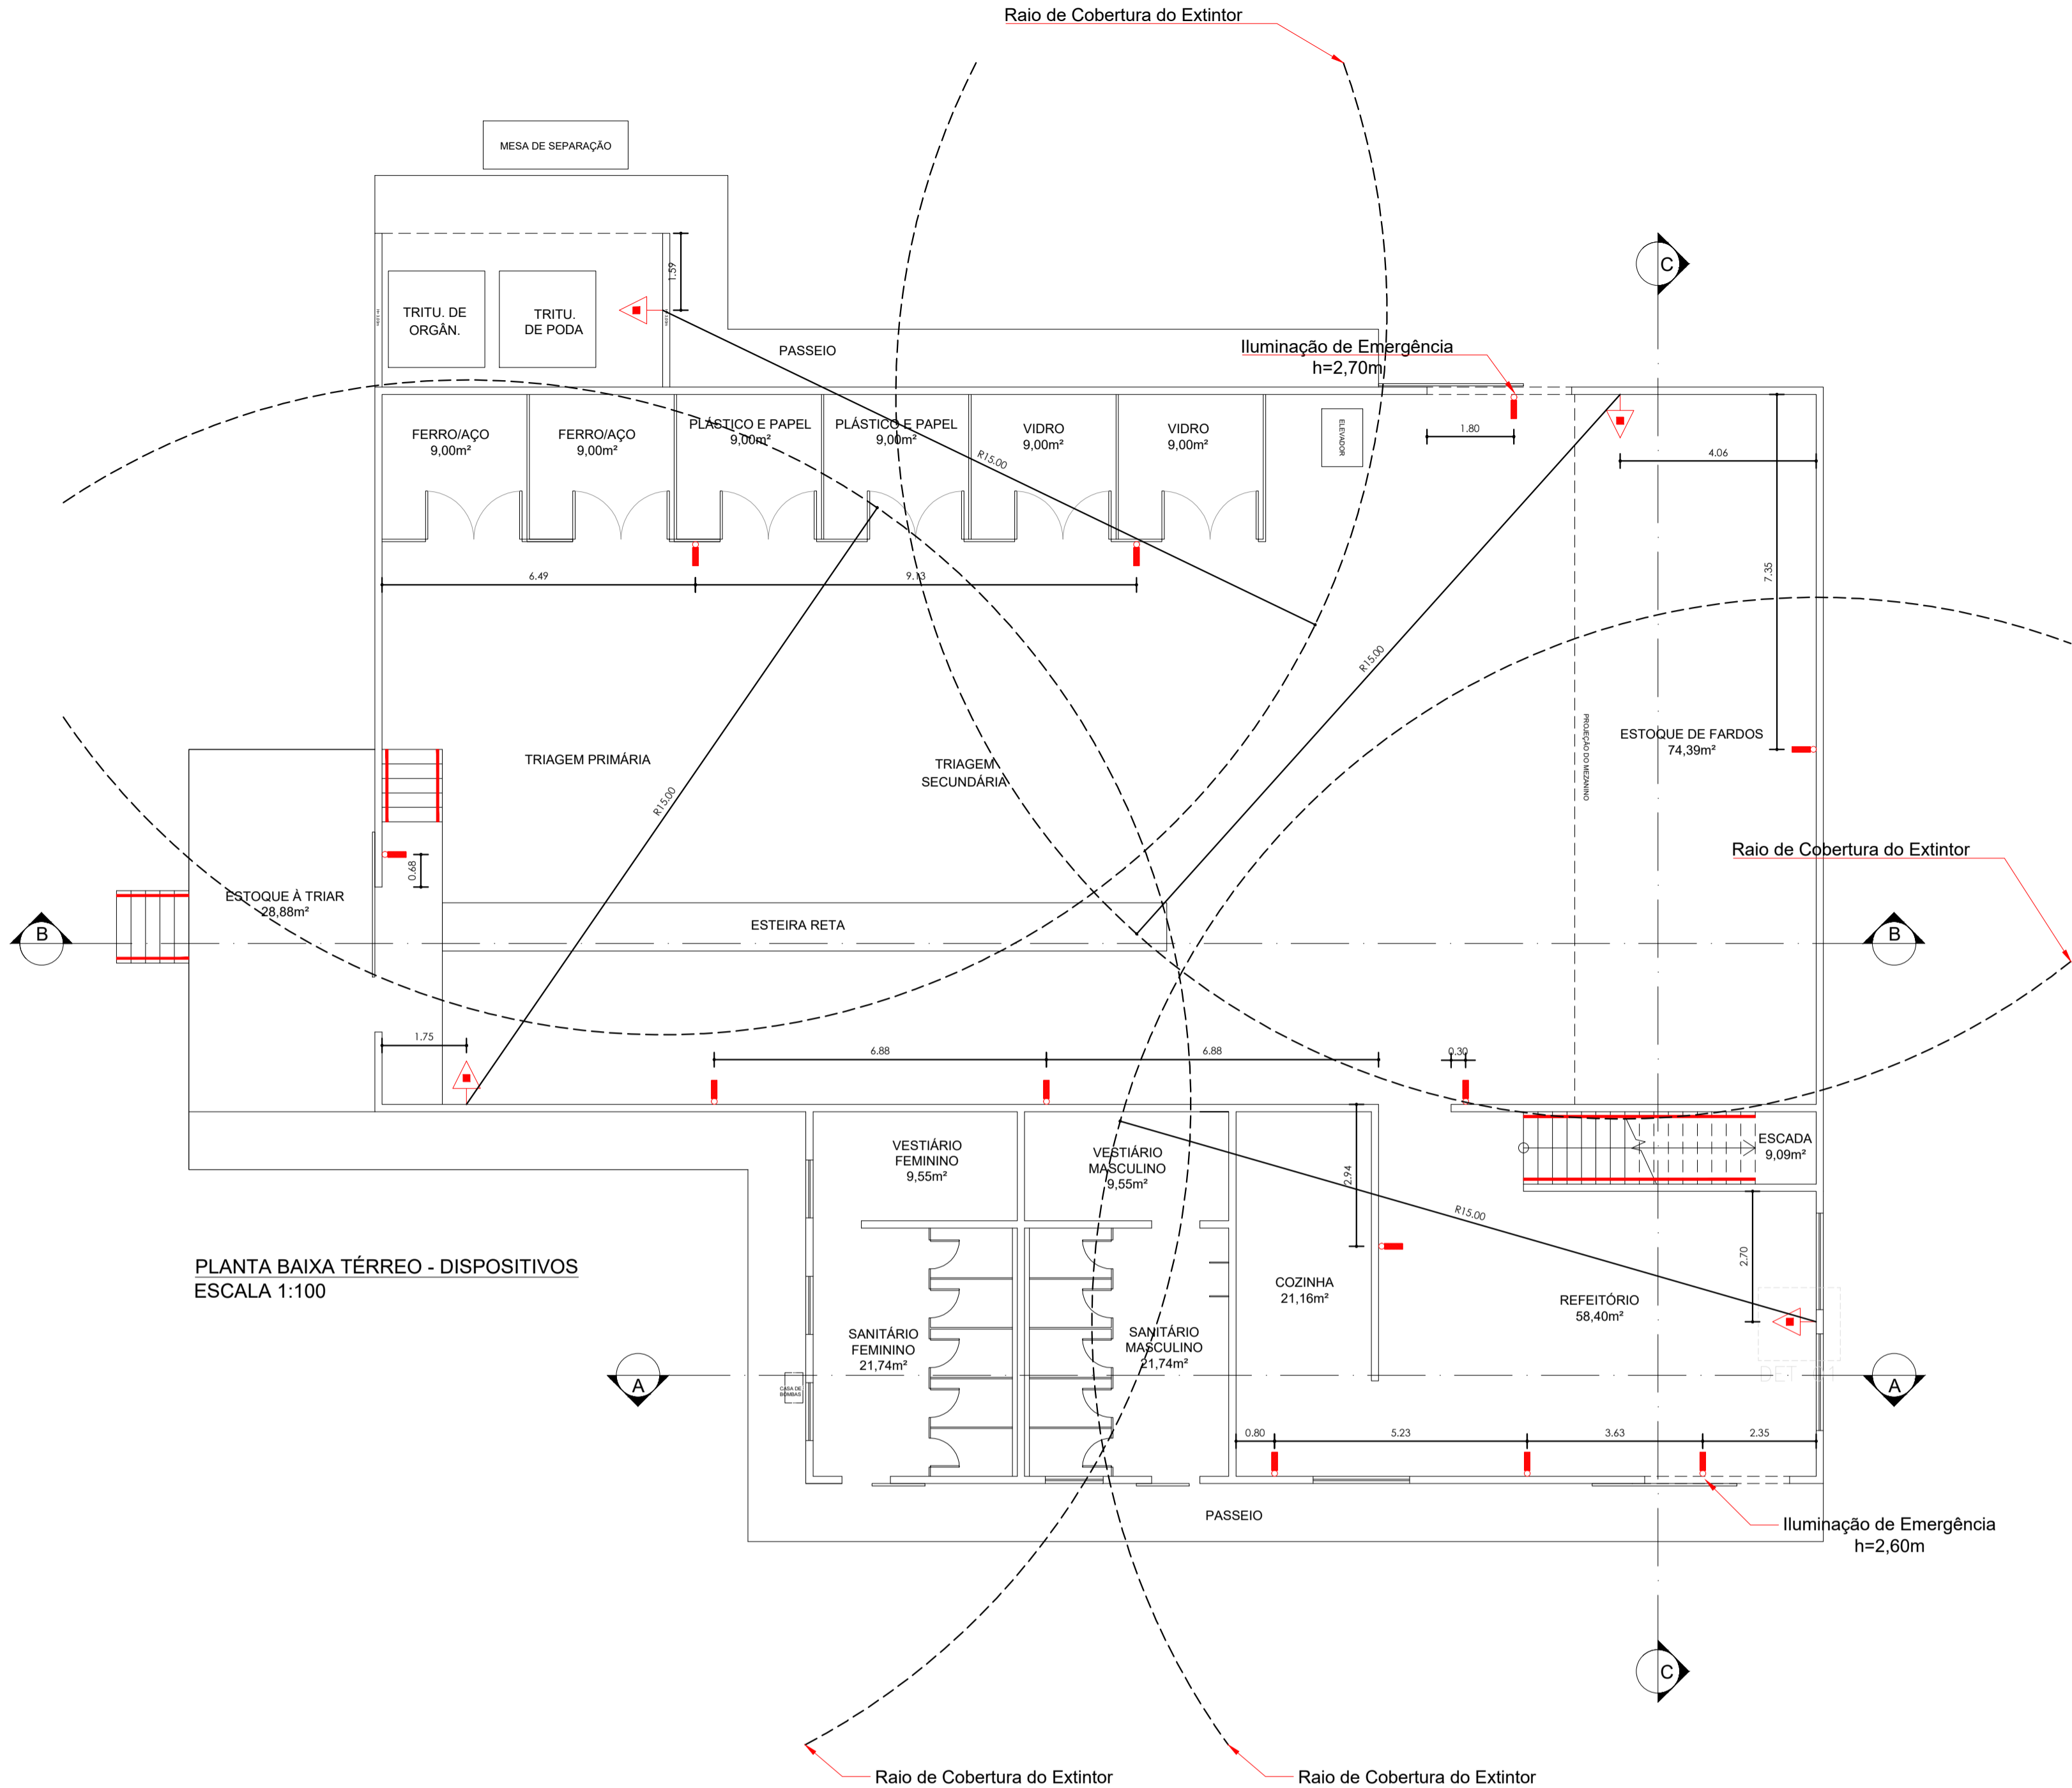 Raio de Cobertura do Extintor
MESA DE SEPARAÇÃO
1.59
C
TRITU. DE
ORGÂN.
TRITU.
DE PODA
PASSEIO
Iluminação de Emergência
h=2,70m
FERRO/AÇO
9,00m²
FERRO/AÇO
9,00m²
PLÁSTICO E PAPEL
9,00m²
PLÁSTICO E PAPEL
9,00m²
VIDRO
9,00m²
VIDRO
9,00m²
ELEVADOR
1.80
4.06
R15.00
6.49
9.13
7.35
R15.00
PROJEÇÃO DO MEZANINO
ESTOQUE DE FARDOS
74,39m²
TRIAGEM PRIMÁRIA
TRIAGEM
SECUNDÁRIA
R15.00
Raio de Cobertura do Extintor
0.68
ESTOQUE À TRIAR
28,88m²
ESTEIRA RETA
B
B
1.75
6.88
6.88
0.30
VESTIÁRIO
FEMININO
9,55m²
VESTIÁRIO
MASCULINO
9,55m²
2.94
ESCADA
9,09m²
R15.00
2.70
PLANTA BAIXA TÉRREO - DISPOSITIVOS
ESCALA 1:100
COZINHA
21,16m²
REFEITÓRIO
58,40m²
SANITÁRIO
FEMININO
21,74m²
SANITÁRIO
MASCULINO
21,74m²
DET
A
CASA DE
BOMBAS
A
0.80
5.23
3.63
2.35
PASSEIO
Iluminação de Emergência
h=2,60m
C
Raio de Cobertura do Extintor
Raio de Cobertura do Extintor